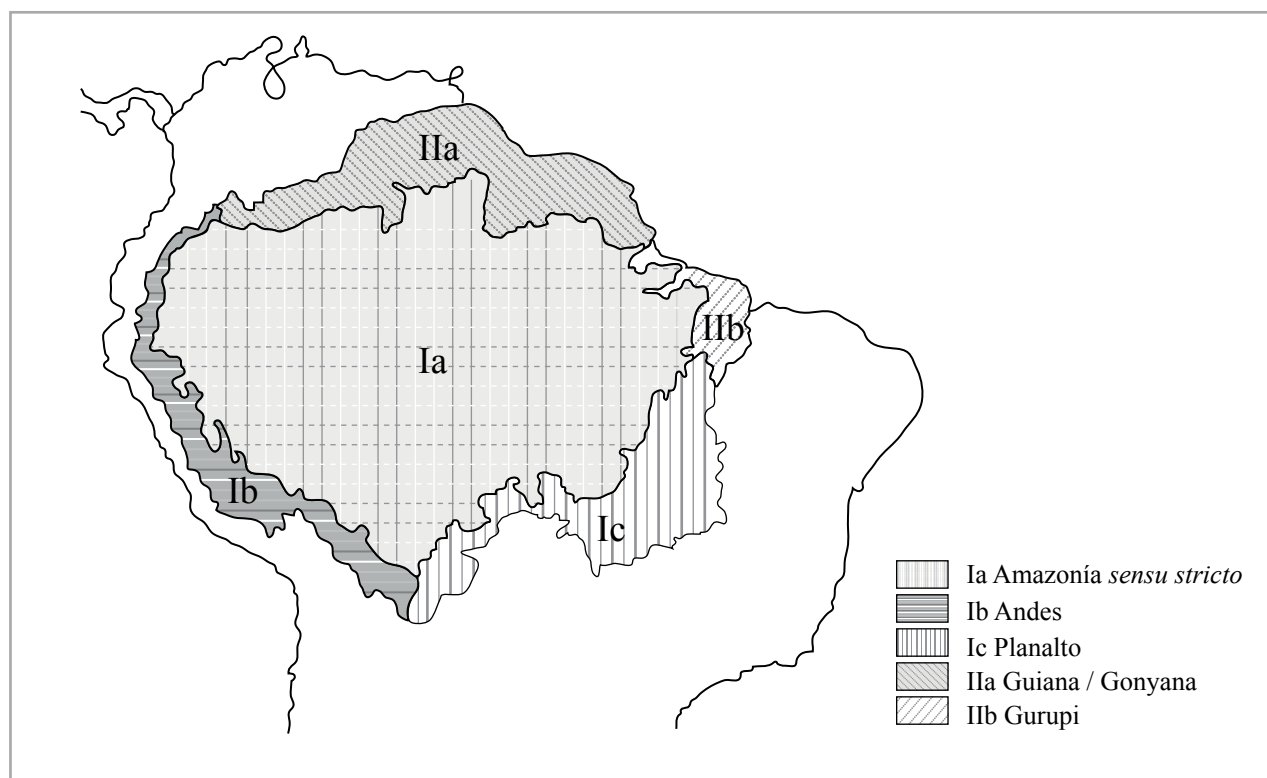 IIa
IIb
Ia
Ib
Ic
Ia Amazonía sensu stricto
Ib Andes
Ic Planalto
IIa Guiana / Gonyana
IIb Gurupi